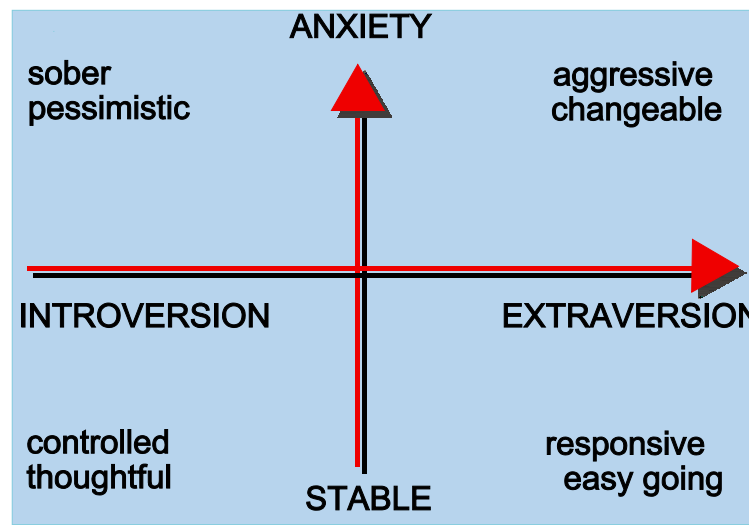 ANXIETY
sober
pessimistic
aggressive
changeable
INTROVERSION
EXTRAVERSION
controlled
thoughtful
responsive
easy going
STABLE